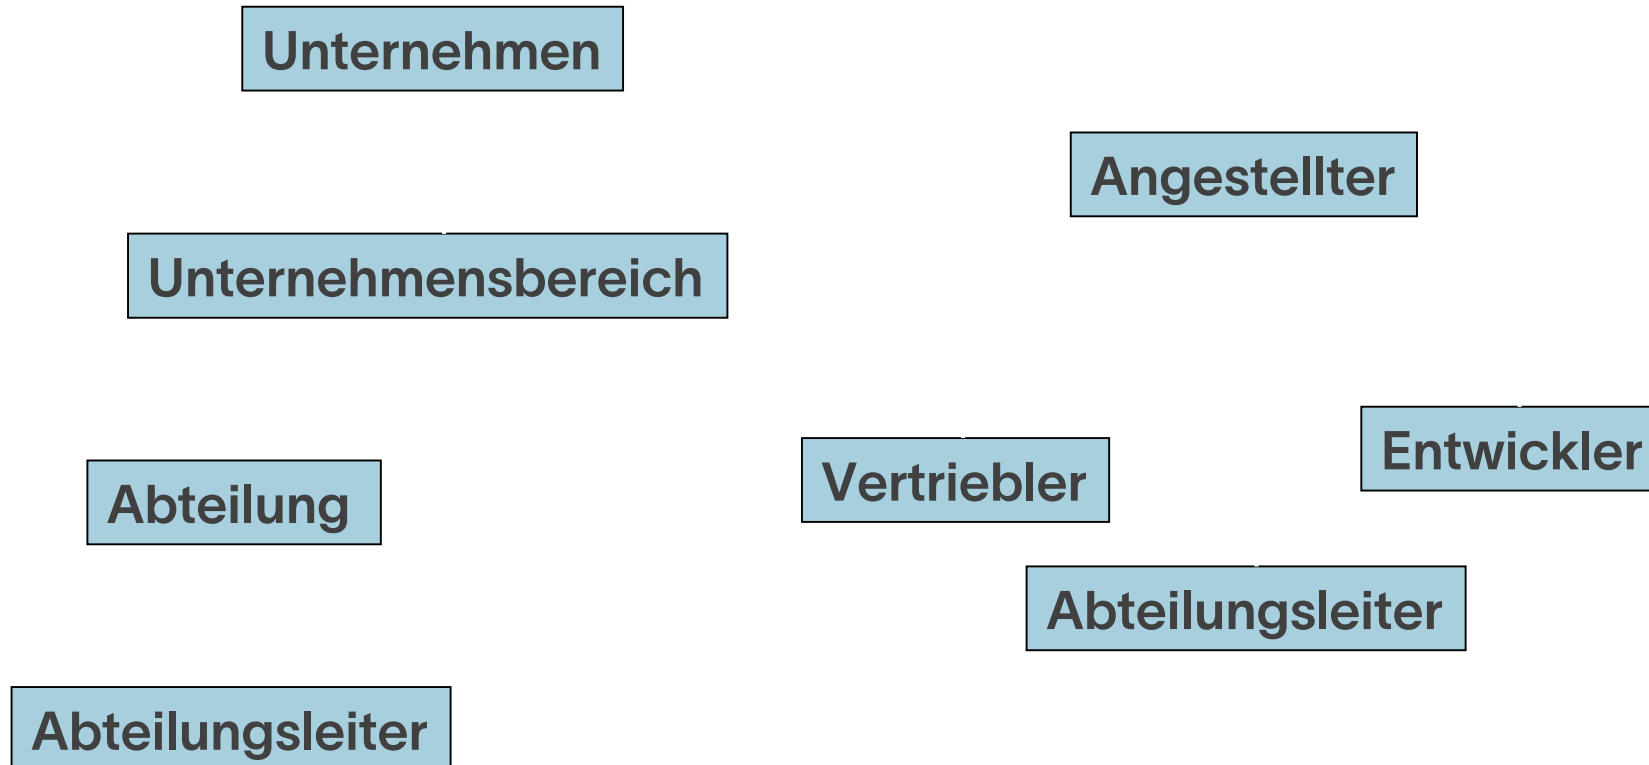 Unternehmen
Angestellter
Unternehmensbereich
Entwickler
Vertriebler
Abteilung
Abteilungsleiter
Abteilungsleiter